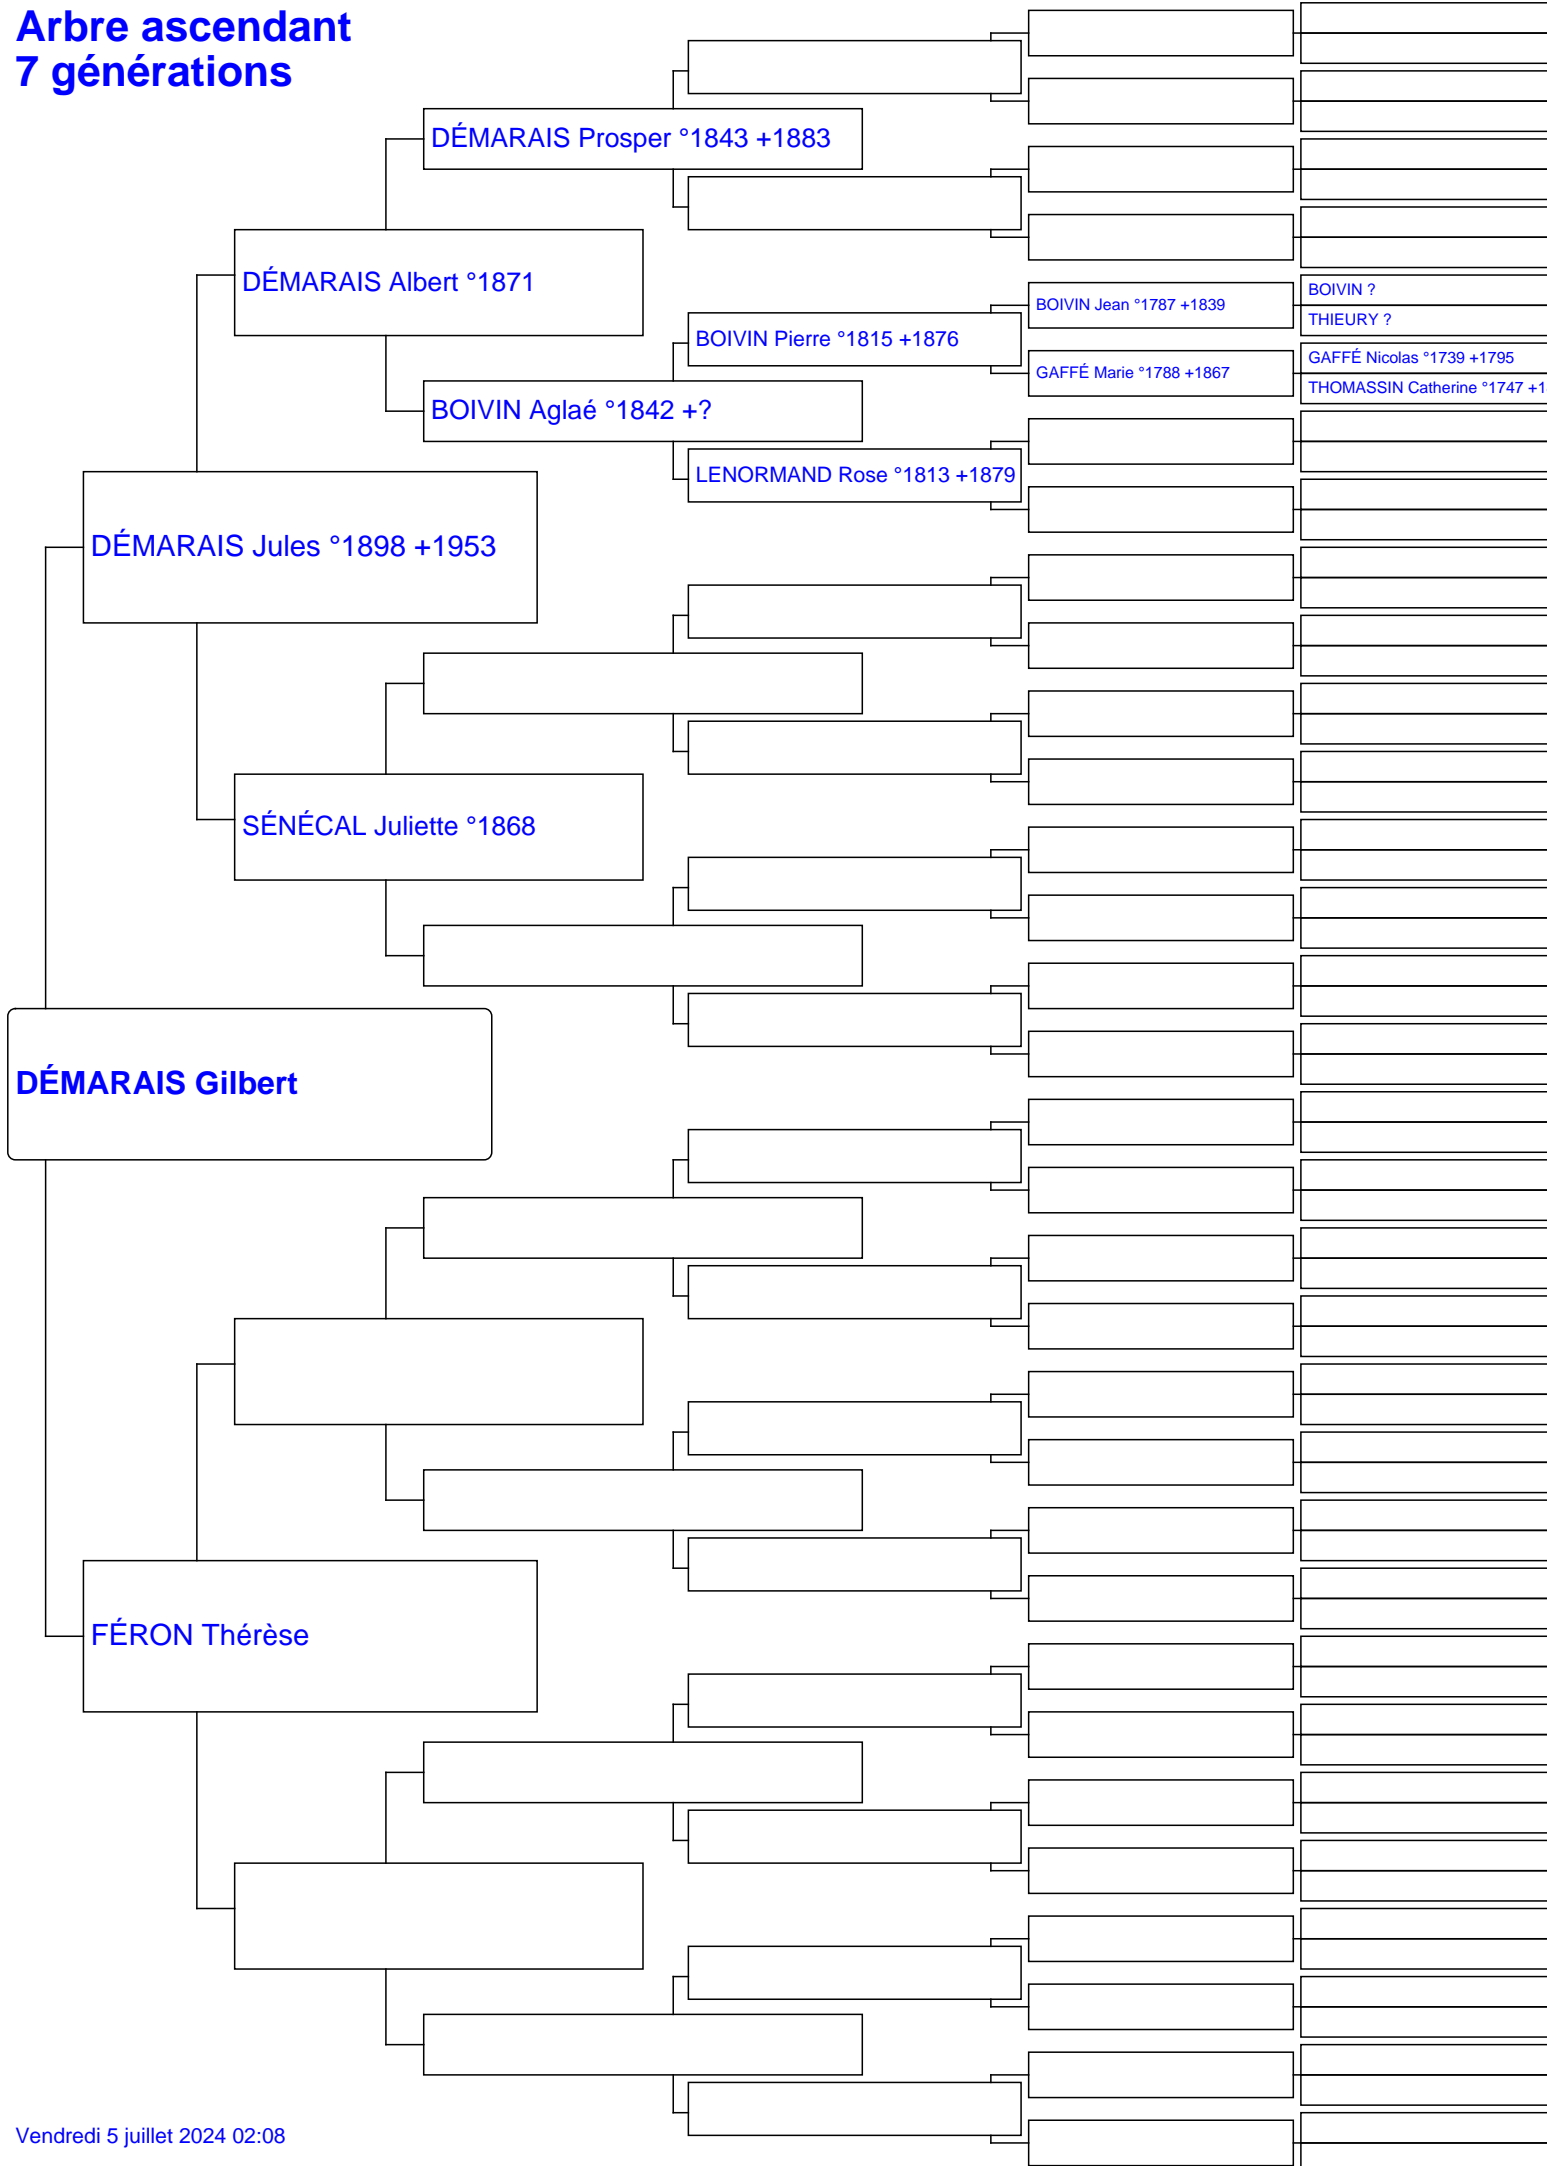 Arbre ascendant
7 générations
DÉMARAIS Prosper °1843 +1883
DÉMARAIS Albert °1871
BOIVIN Jean °1787 +1839
BOIVIN ?
THIEURY ?
BOIVIN Pierre °1815 +1876
GAFFÉ Marie °1788 +1867
GAFFÉ Nicolas °1739 +1795
THOMASSIN Catherine °1747
BOIVIN Aglaé °1842 +?
LENORMAND Rose °1813 +1879
DÉMARAIS Jules °1898 +1953
SÉNÉCAL Juliette °1868
DÉMARAIS Gilbert
FÉRON Thérèse
Vendredi 5 juillet 2024 02:08